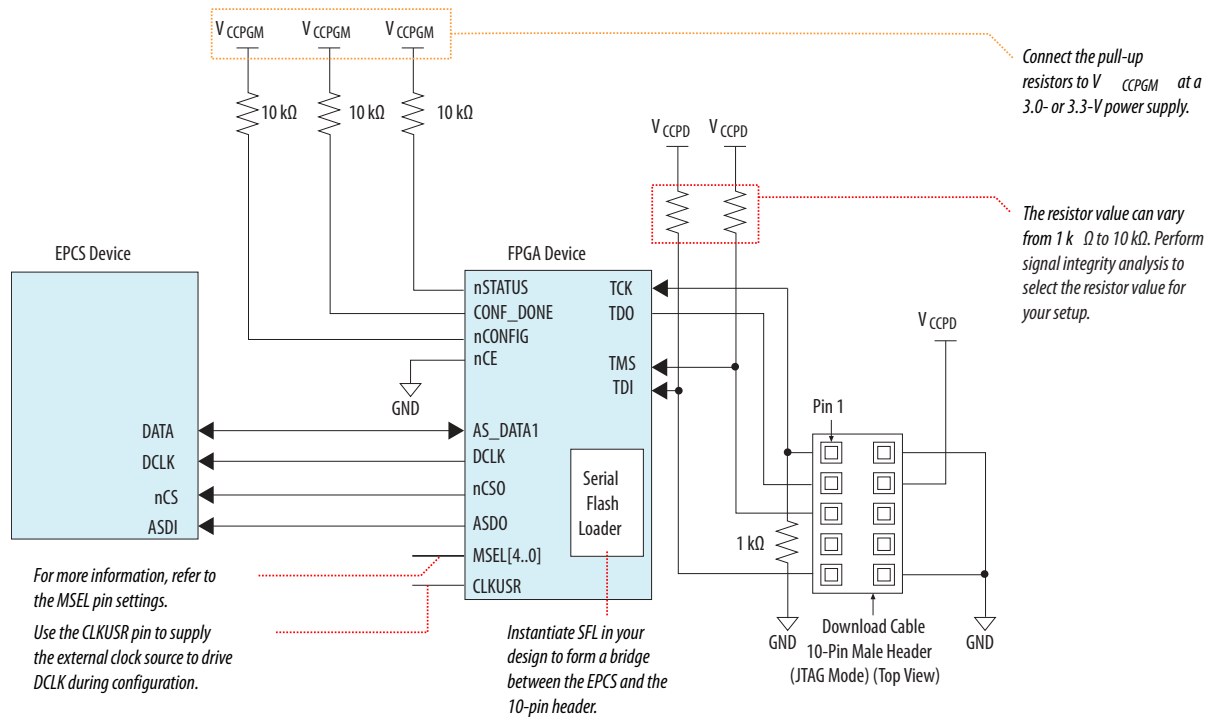 V CCPGM V CCPGM V CCPGM
Connect the pull-up
resistors to V CCPGM at a
3.0- or 3.3-V power supply.
10 kΩ 10 kΩ 10 kΩ
V CCPD V CCPD
The resistor value can vary
from 1 k Ω to 10 kΩ. Perform
signal integrity analysis to
select the resistor value for
your setup.
EPCS Device
FPGA Device
nSTATUS TCK
CONF_DONE TDO
nCONFIG
nCE TMS
TDI
GND
V CCPD
Pin 1
DATA AS_DATA1
DCLK DCLK
nCS nCSO
ASDI ASDO
MSEL[4..0]
CLKUSR
Serial
Flash
Loader
1 kΩ
For more information, refer to
the MSEL pin settings.
Use the CLKUSR pin to supply
the external clock source to drive
DCLK during configuration.
Instantiate SFL in your
design to form a bridge
between the EPCS and the
10-pin header.
GND
Download Cable
10-Pin Male Header
(JTAG Mode) (Top View)
GND